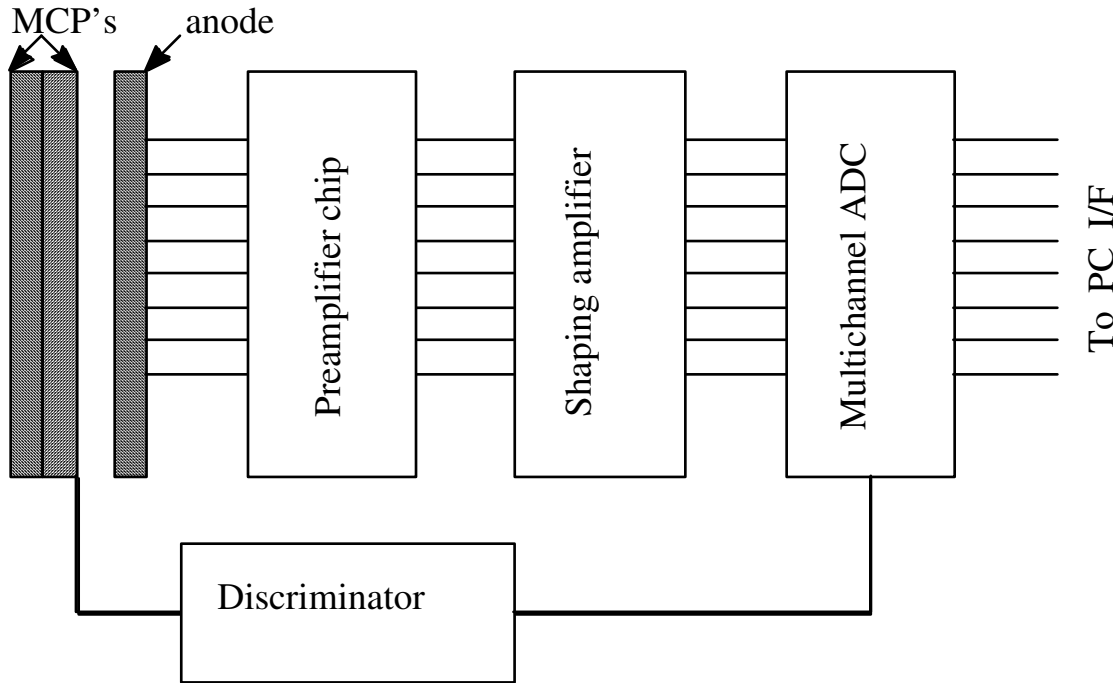 MCP's
anode
Preamplifier chip
Shaping amplifier
Multichannel ADC
To PC I/F
Discriminator